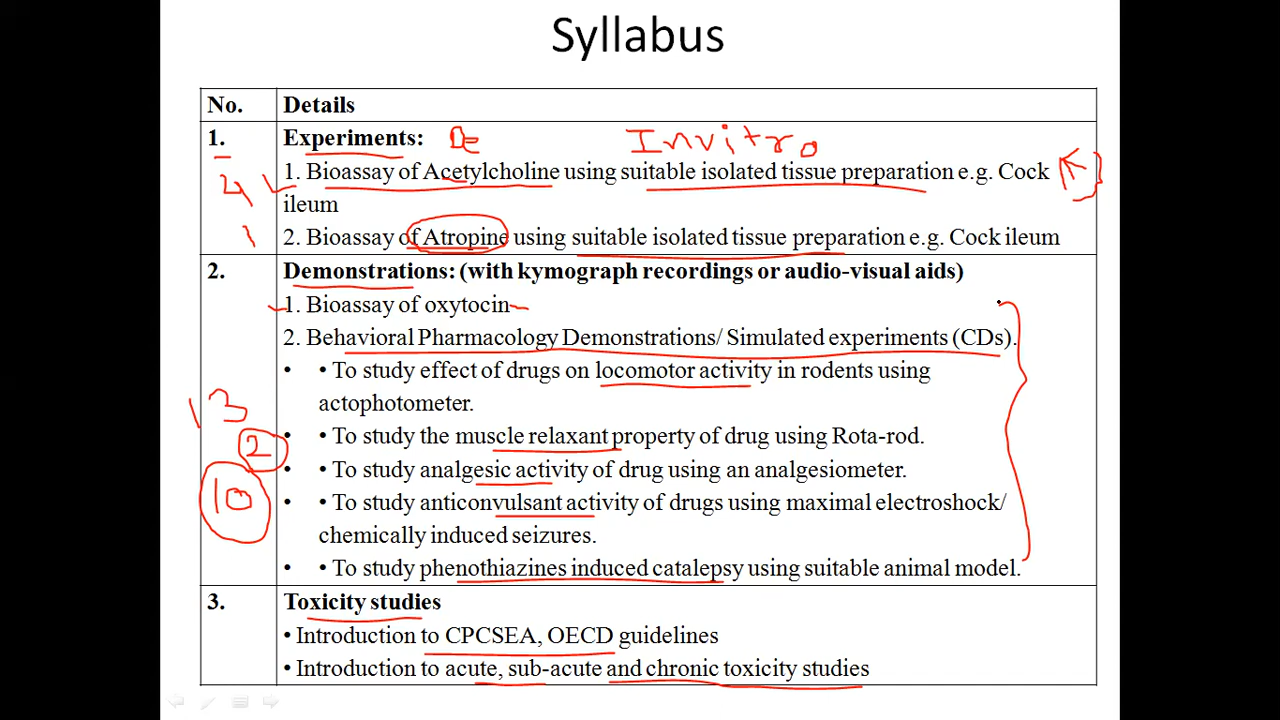 Syllabus
No. Details
1. Experiments: Invitro
1. Bioassay of Acetylcholine using suitable isolated tissue preparation e.g. Cock
ileum
4
2. Bioassay of Atropine using suitable isolated tissue preparation e.g. Cock ileum
2. Demonstrations: (with kymograph recordings or audio-visual aids)
1. Bioassay of oxytocin
2. Behavioral Pharmacology Demonstrations/ Simulated experiments (CDs).
• • To study effect of drugs on locomotor activity in rodents using
actophotometer.
13
• • To study the muscle relaxant property of drug using Rota-rod.
2
• • To study analgesic activity of drug using an analgesiometer.
10
• • To study anticonvulsant activity of drugs using maximal electroshock/
chemically induced seizures.
• • To study phenothiazines induced catalepsy using suitable animal model.
3. Toxicity studies
• Introduction to CPCSEA, OECD guidelines
• Introduction to acute, sub-acute and chronic toxicity studies